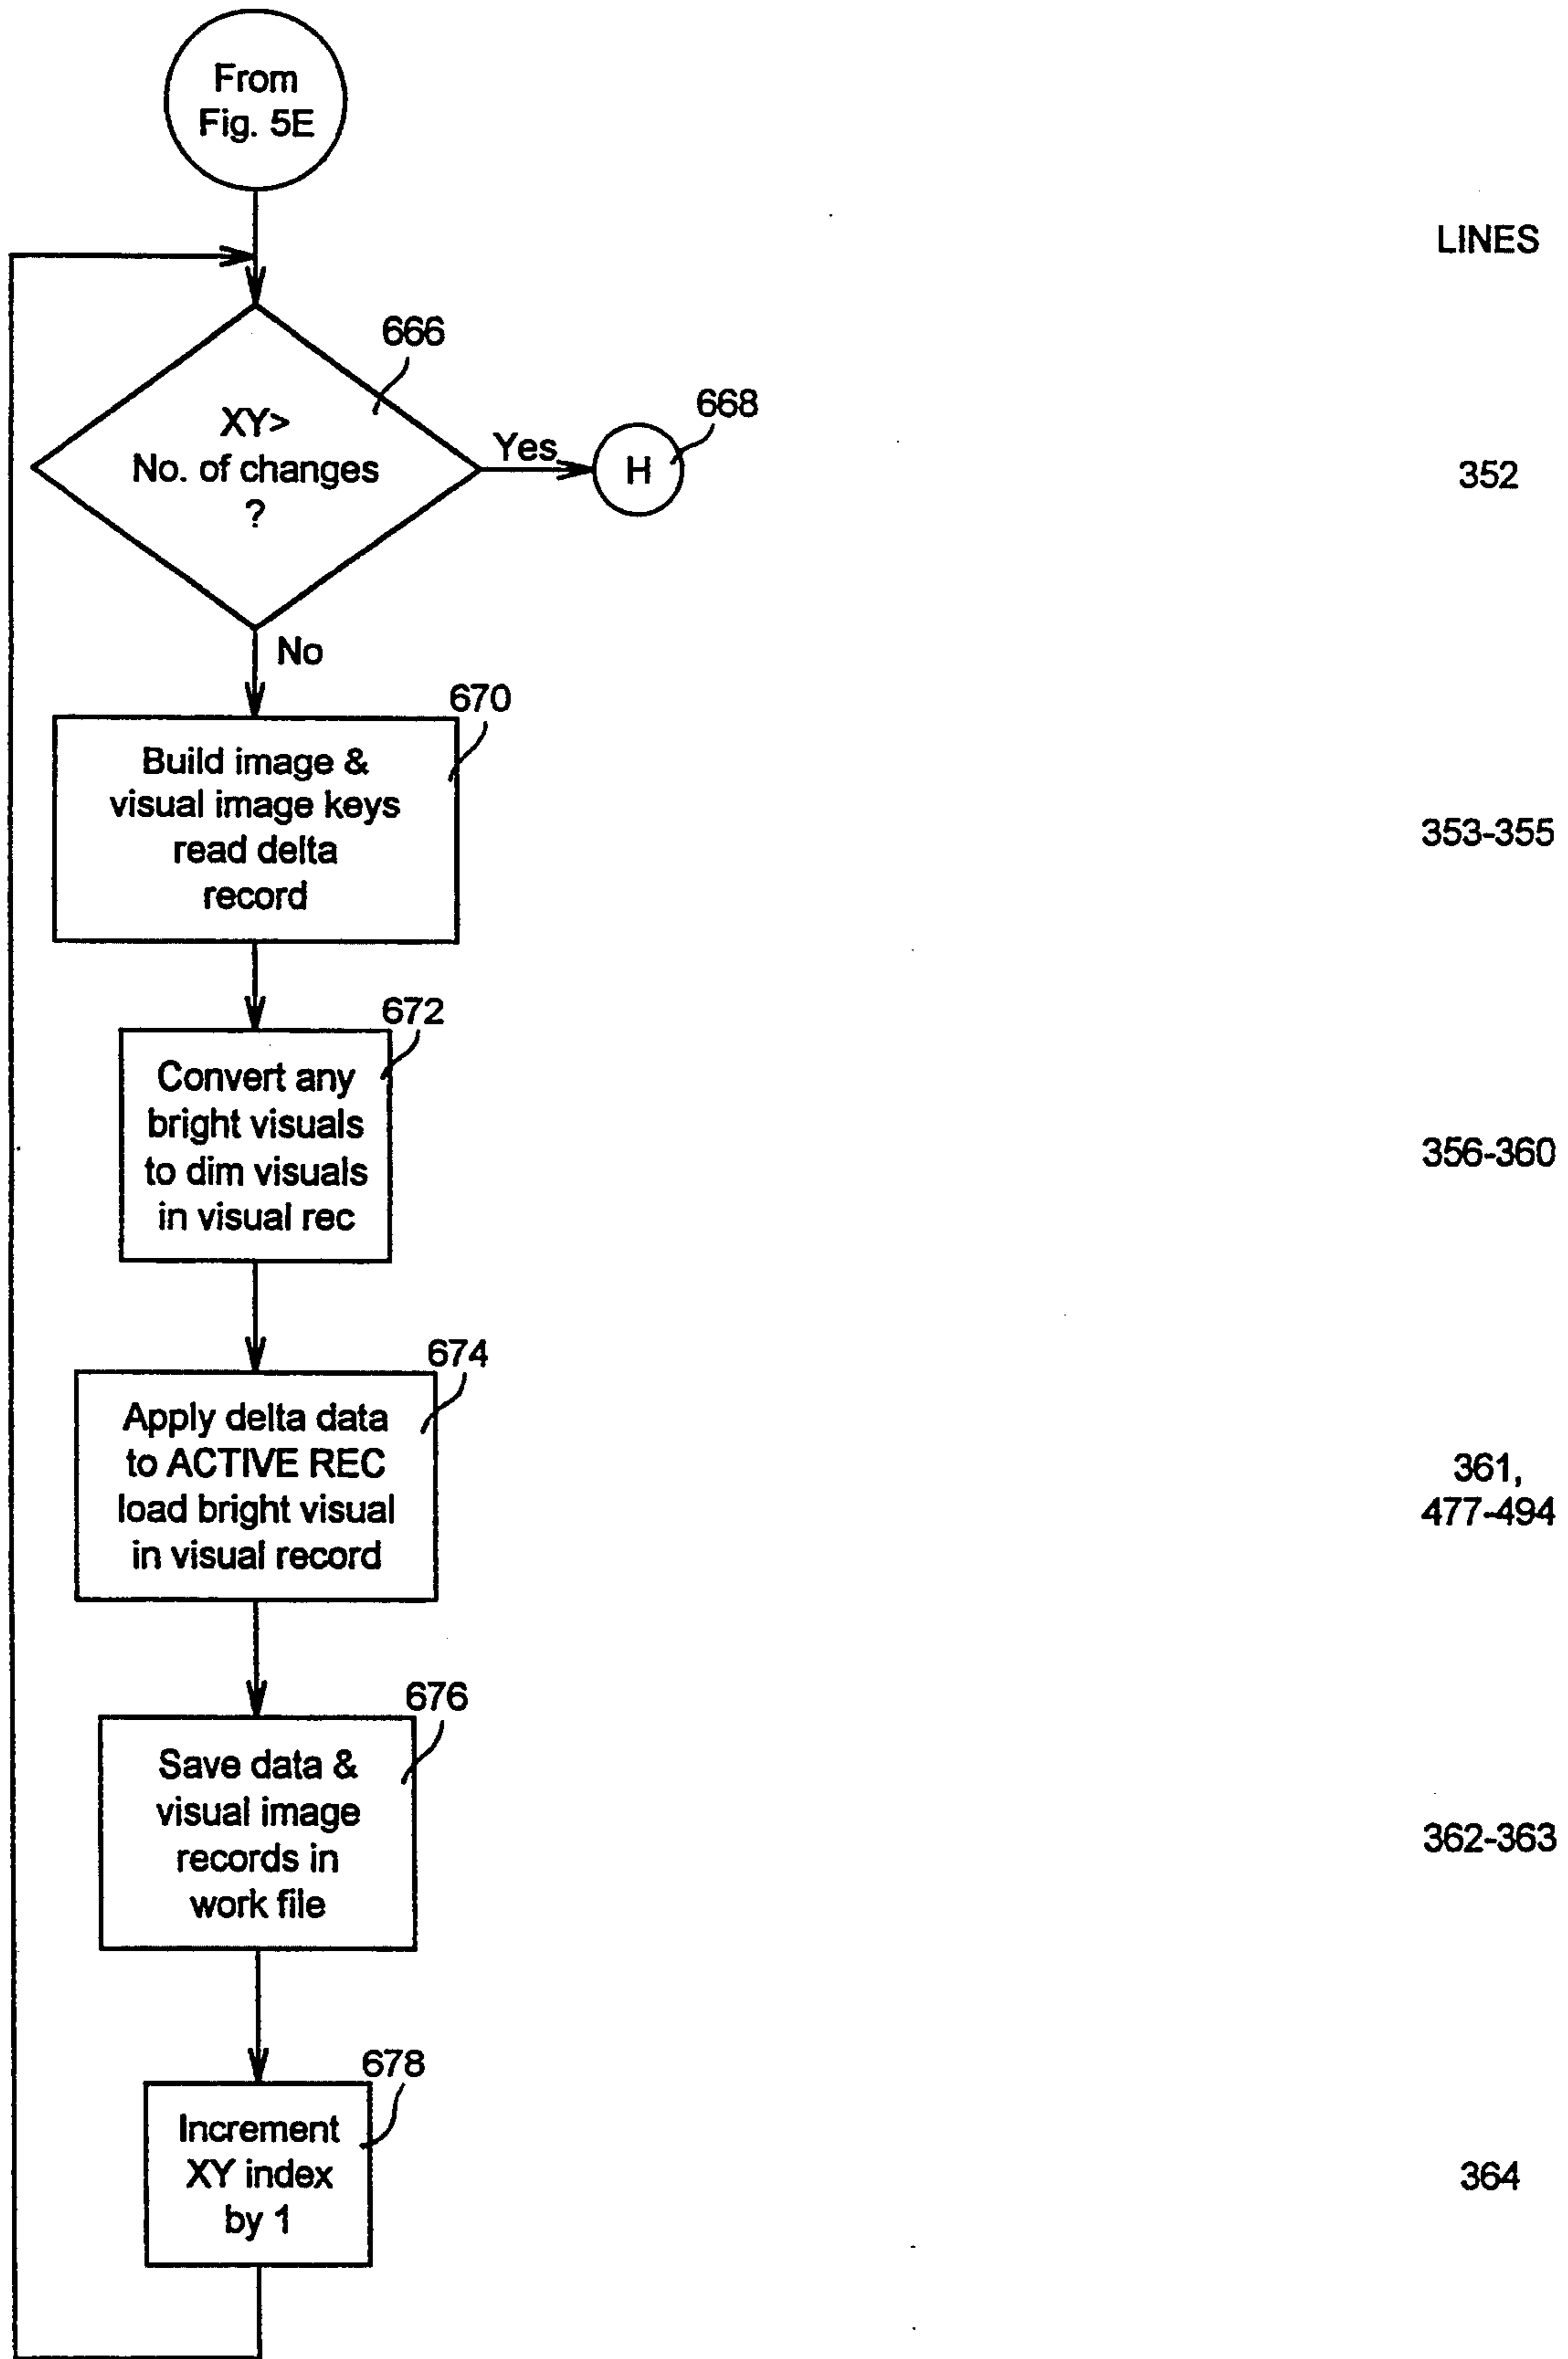 From
Fig. 5E
LINES
666
XY>
No. of changes
?
Yes
H
668
352
No
670
Build image &
visual image keys
read delta
record
353-355
672
Convert any
bright visuals
to dim visuals
in visual rec
356-360
674
Apply delta data
to ACTIVE REC
load bright visual
in visual record
361,
477-494
676
Save data &
visual image
records in
work file
362-363
678
Increment
XY index
by 1
364